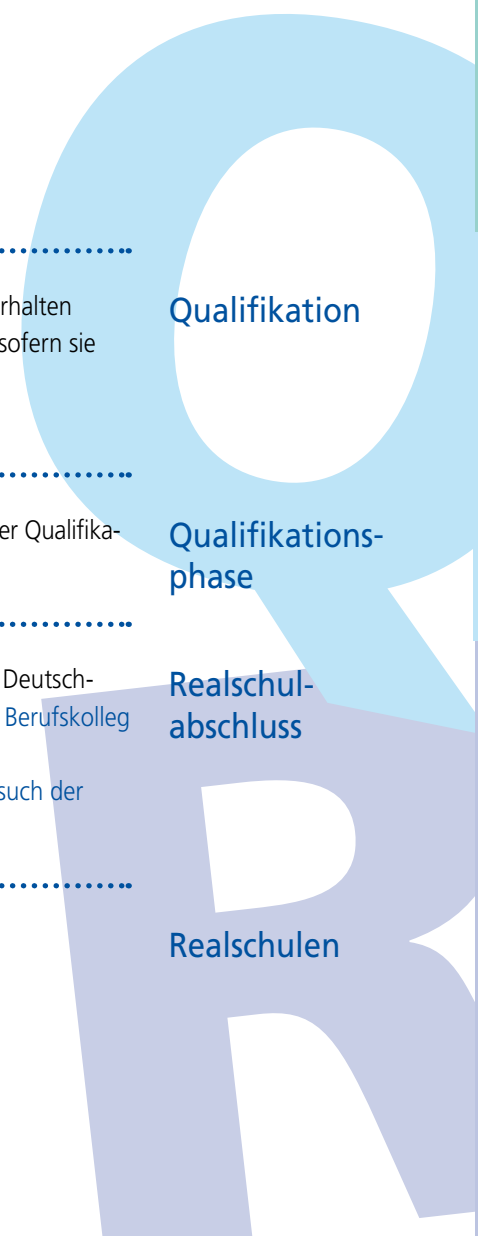 Q
rhalten
sofern sie
Qualifikation
er Qualifika-
Qualifikations-
phase
Deutsch-
Berufskolleg
such der
Realschul-
abschluss
R
Realschulen